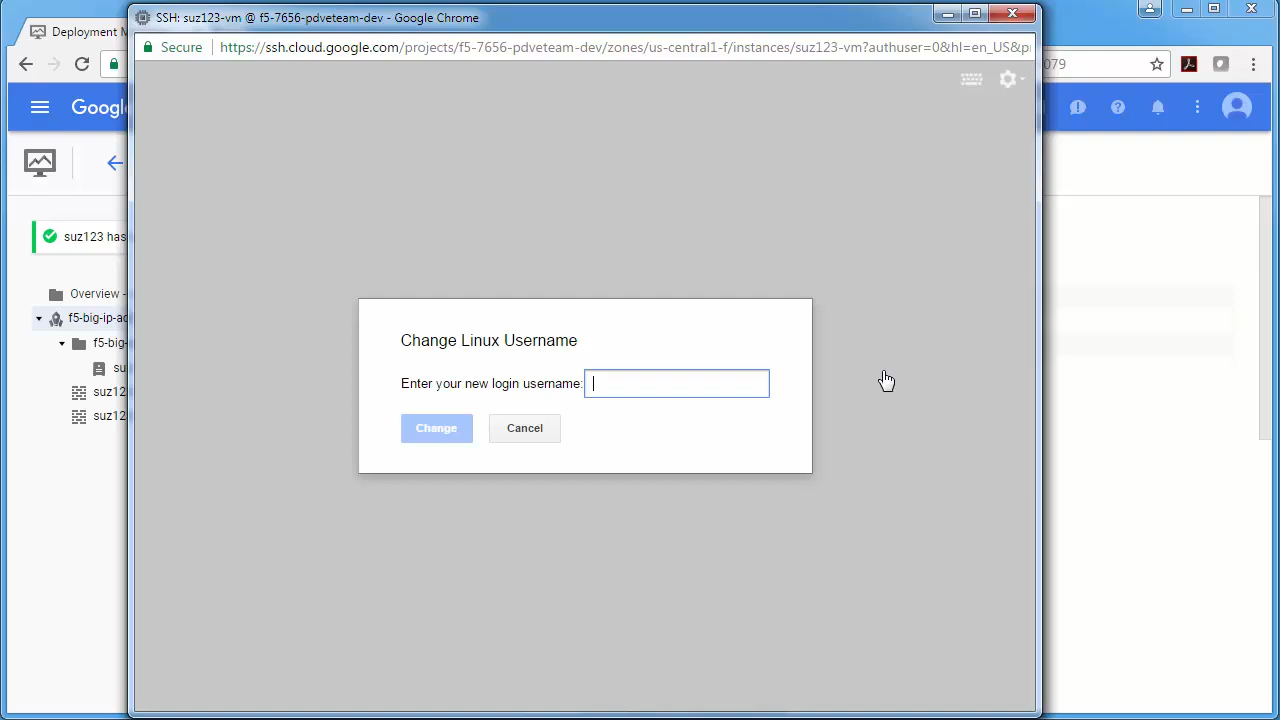 SSH: suz123-vm @ f5-7656-pdveteam-dev - Google Chrome
Deployment M
Secure
https://ssh.cloud.google.com/projects/f5-7656-pdveteam-dev/zones/us-central1-f/instances/suz123-vm?authuser=0&hl=en_US&pr
079
Googl
suz123 has
Overview -
f5-big-ip-ad
f5-big-
su
suz12
suz12
Change Linux Username
Enter your new login username:
Change
Cancel